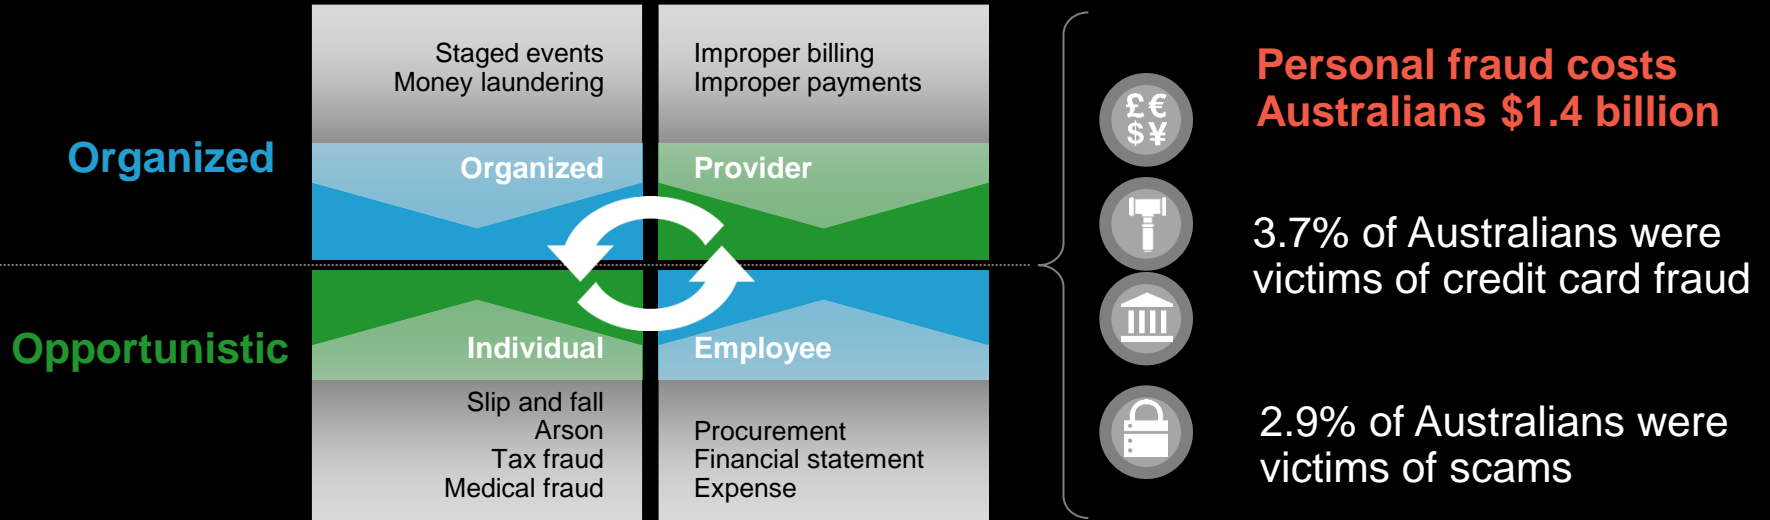 Organized
Opportunistic
Staged events
Money laundering
Organized
Improper billing
Improper payments
Provider
Individual
Slip and fall
Arson
Tax fraud
Medical fraud
Employee
Procurement
Financial statement
Expense
£€
$¥
Personal fraud costs
Australians $1.4 billion
3.7% of Australians were
victims of credit card fraud
2.9% of Australians were
victims of scams